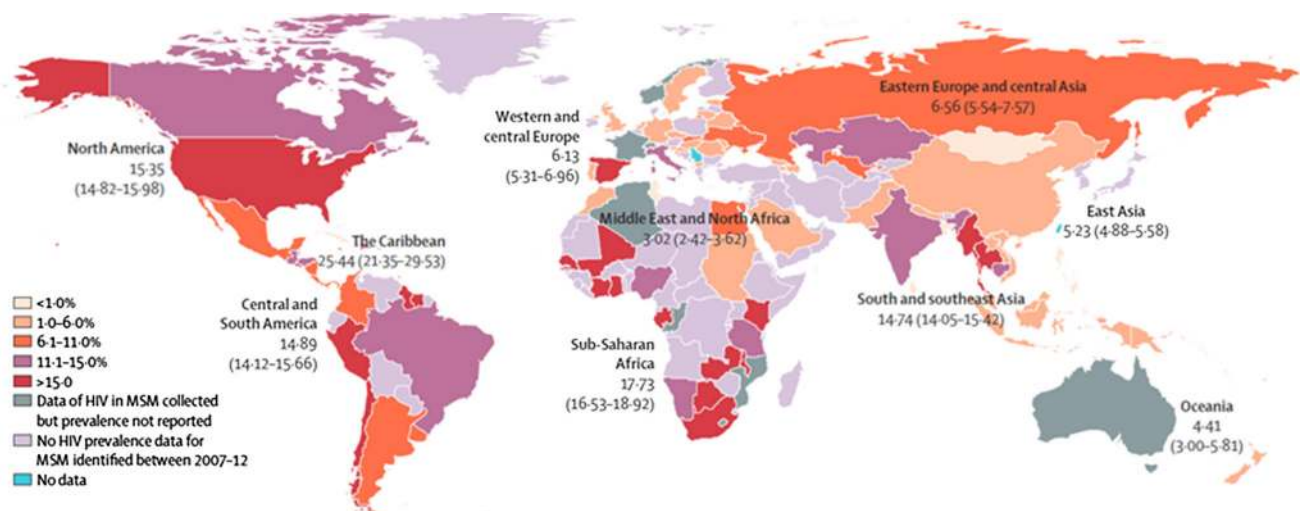 North America
15·35
(14·82–15·98)
The Caribbean
25·44 (21·35–29·53)
Central and
South America
14·89
(14·12–15·66)
Western and
central Europe
6·13
(5·31–6·96)
Eastern Europe and central Asia
6·56 (5·54–7·57)
Middle East and North Africa
3·02 (2·42–3·62)
East Asia
5·23 (4·88–5·58)
South and southeast Asia
14·74 (14·05–15·42)
Sub-Saharan
Africa
17·73
(16·53–18·92)
Oceania
4·41
(3·00–5·81)
<1·0%
1·0–6·0%
6·1–11·0%
11·1–15·0%
>15·0
Data of HIV in MSM collected
but prevalence not reported
No HIV prevalence data for
MSM identified between 2007–12
No data